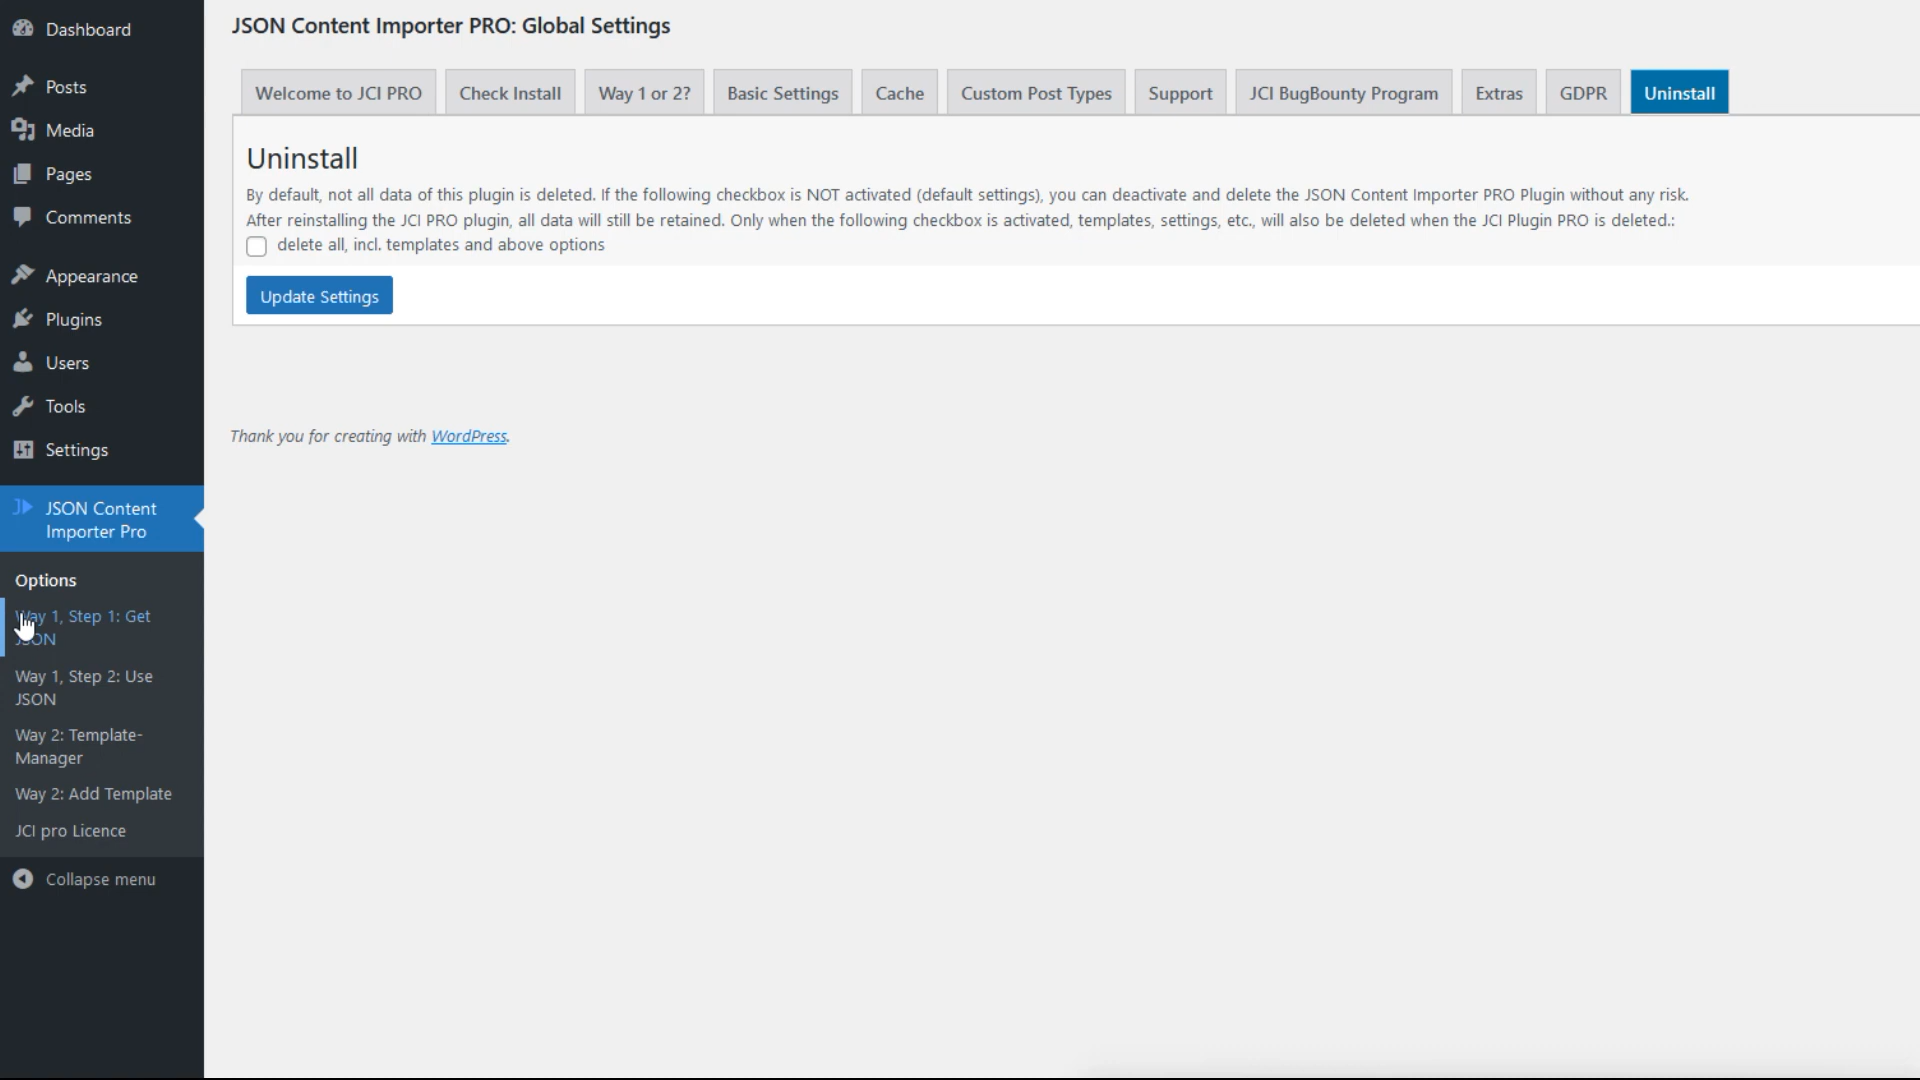 Dashboard
Posts
Media
Pages
Comments
Appearance
Plugins
Users
Tools
Settings
JSON Content
Importer Pro
Options
Way 1, Step 1: Get
JSON
Way 1, Step 2: Use
JSON
Way 2: Template-
Manager
Way 2: Add Template
JCI pro Licence
Collapse menu
JSON Content Importer PRO: Global Settings
Welcome to JCI PRO
Check Install
Way 1 or 2?
Basic Settings
Cache
Custom Post Types
Support
JCI BugBounty Program
Extras
GDPR
Uninstall
Uninstall
By default, not all data of this plugin is deleted. If the following checkbox is NOT activated (default settings), you can deactivate and delete the JSON Content Importer PRO Plugin without any risk.
After reinstalling the JCI PRO plugin, all data will still be retained. Only when the following checkbox is activated, templates, settings, etc., will also be deleted when the JCI Plugin PRO is deleted.:
delete all, incl. templates and above options
Update Settings
Thank you for creating with WordPress.